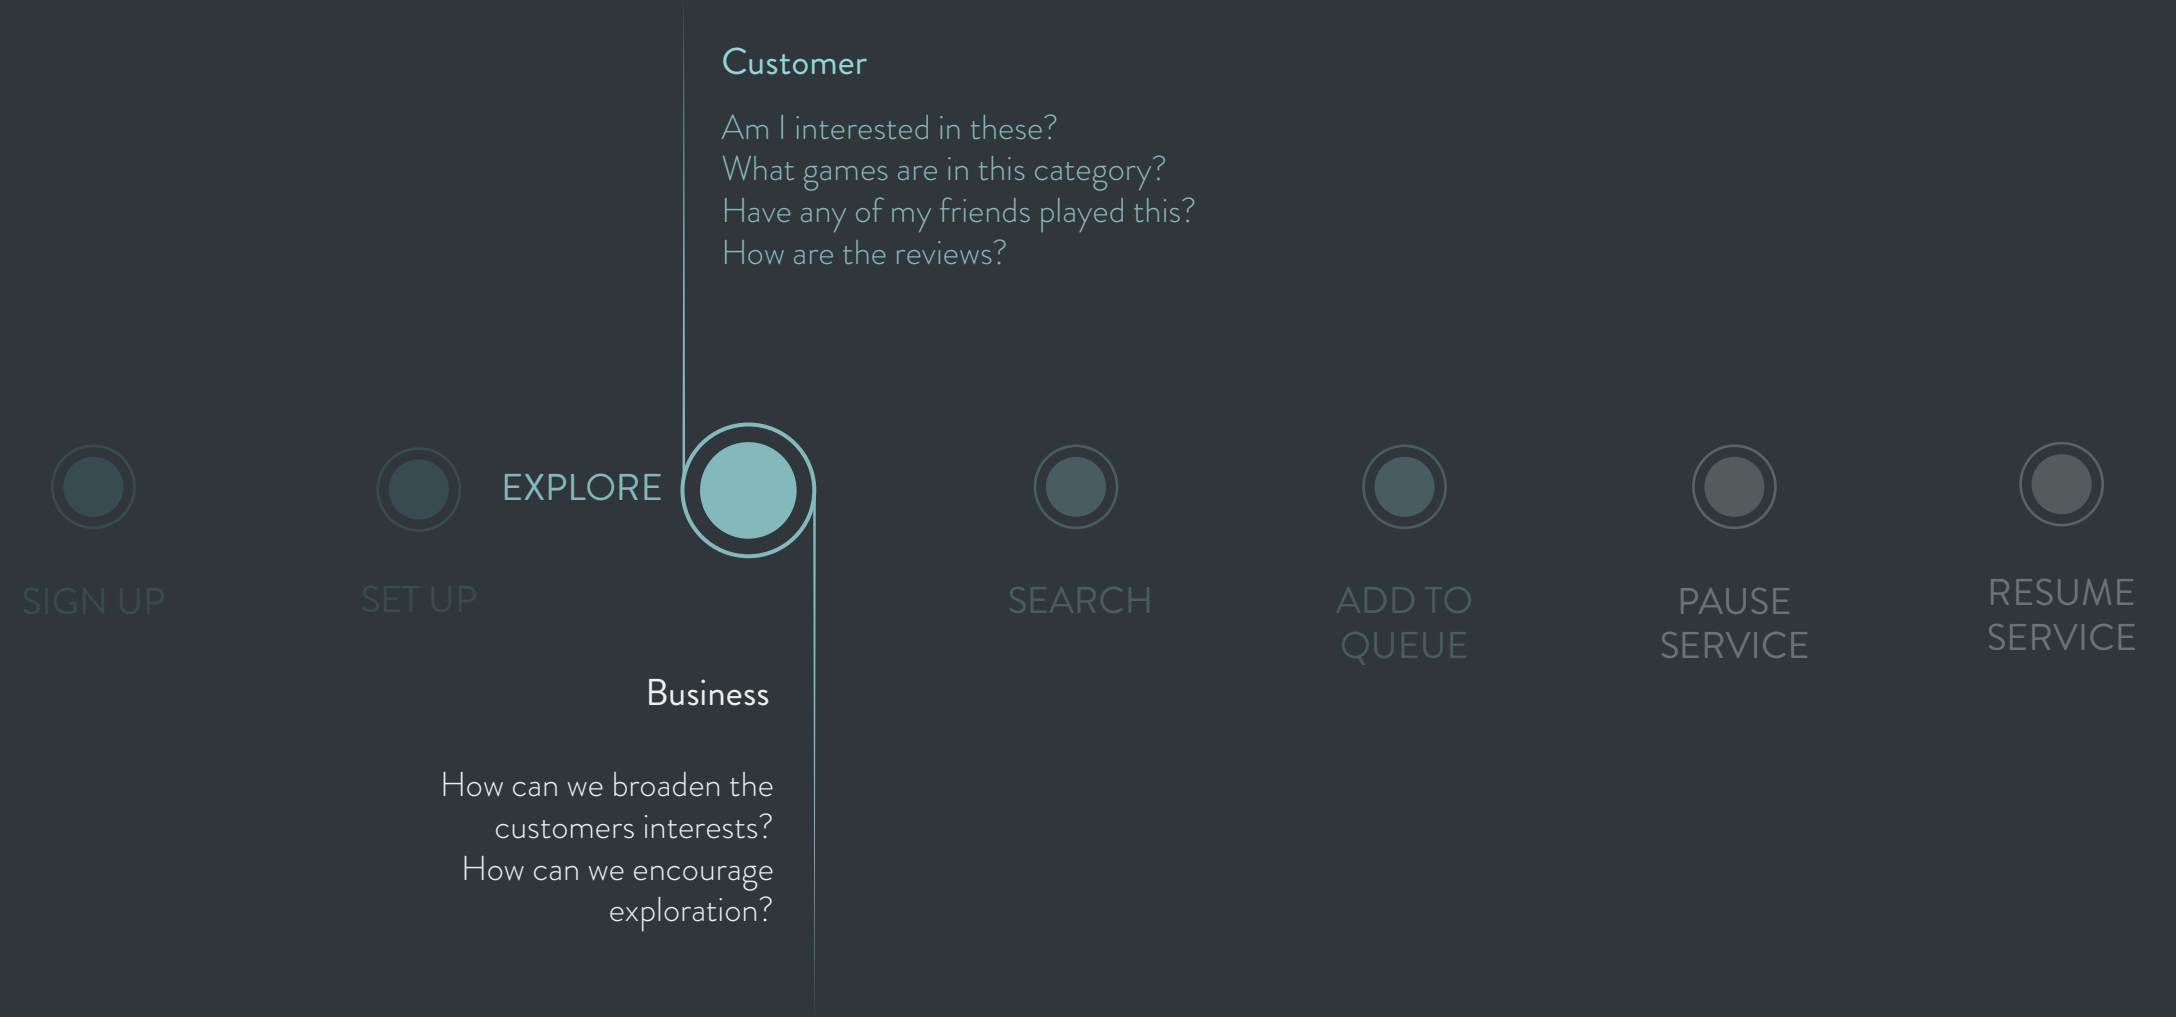 Customer
Am I interested in these?
What games are in this category?
Have any of my friends played this?
How are the reviews?
EXPLORE
SIGN UP
SET UP
SEARCH
ADD TO
QUEUE
PAUSE
SERVICE
RESUME
SERVICE
Business
How can we broaden the
customers interests?
How can we encourage
exploration?